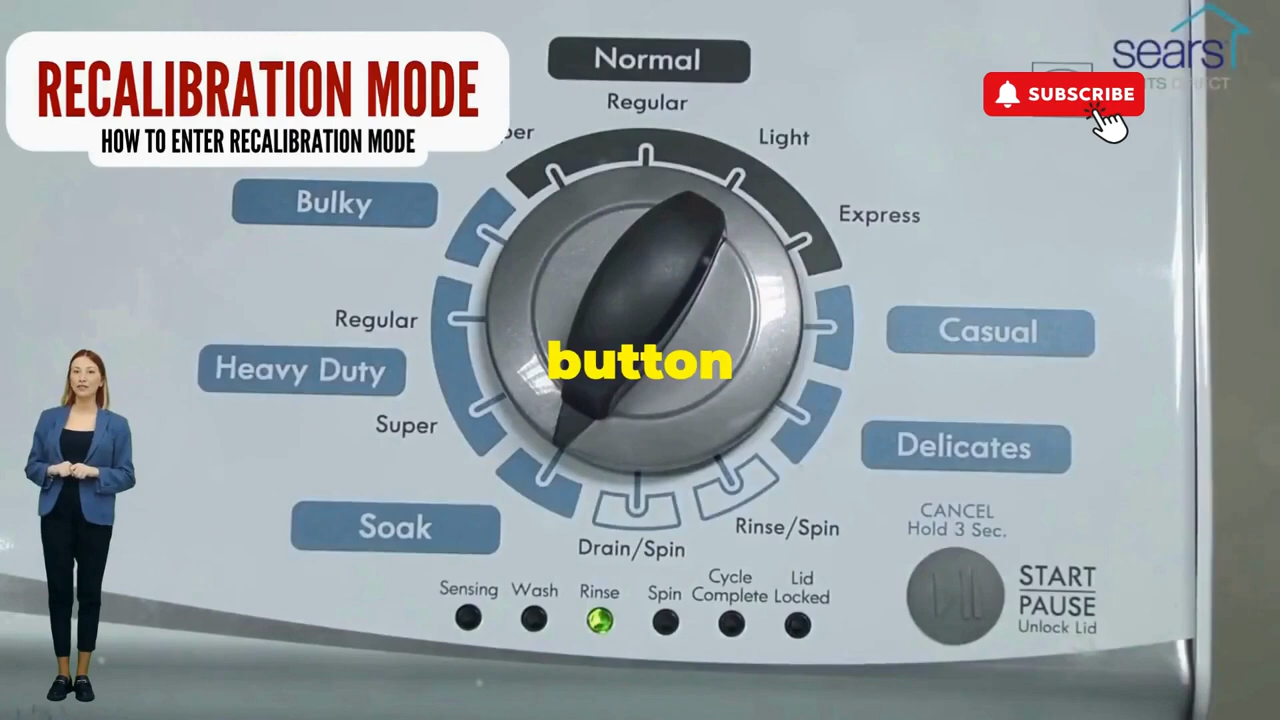 RECALIBRATION MODE
HOW TO ENTER RECALIBRATION MODE
sears
DIRECT
SUBSCRIBE
Normal
Regular
Light
Express
Bulky
Regular
Heavy Duty
Super
Casual
Delicates
button
Soak
Drain/Spin
Rinse/Spin
CANCEL
Hold 3 Sec.
Sensing
Wash
Rinse
Spin
Cycle
Complete
Lid
Locked
START
PAUSE
Unlock Lid